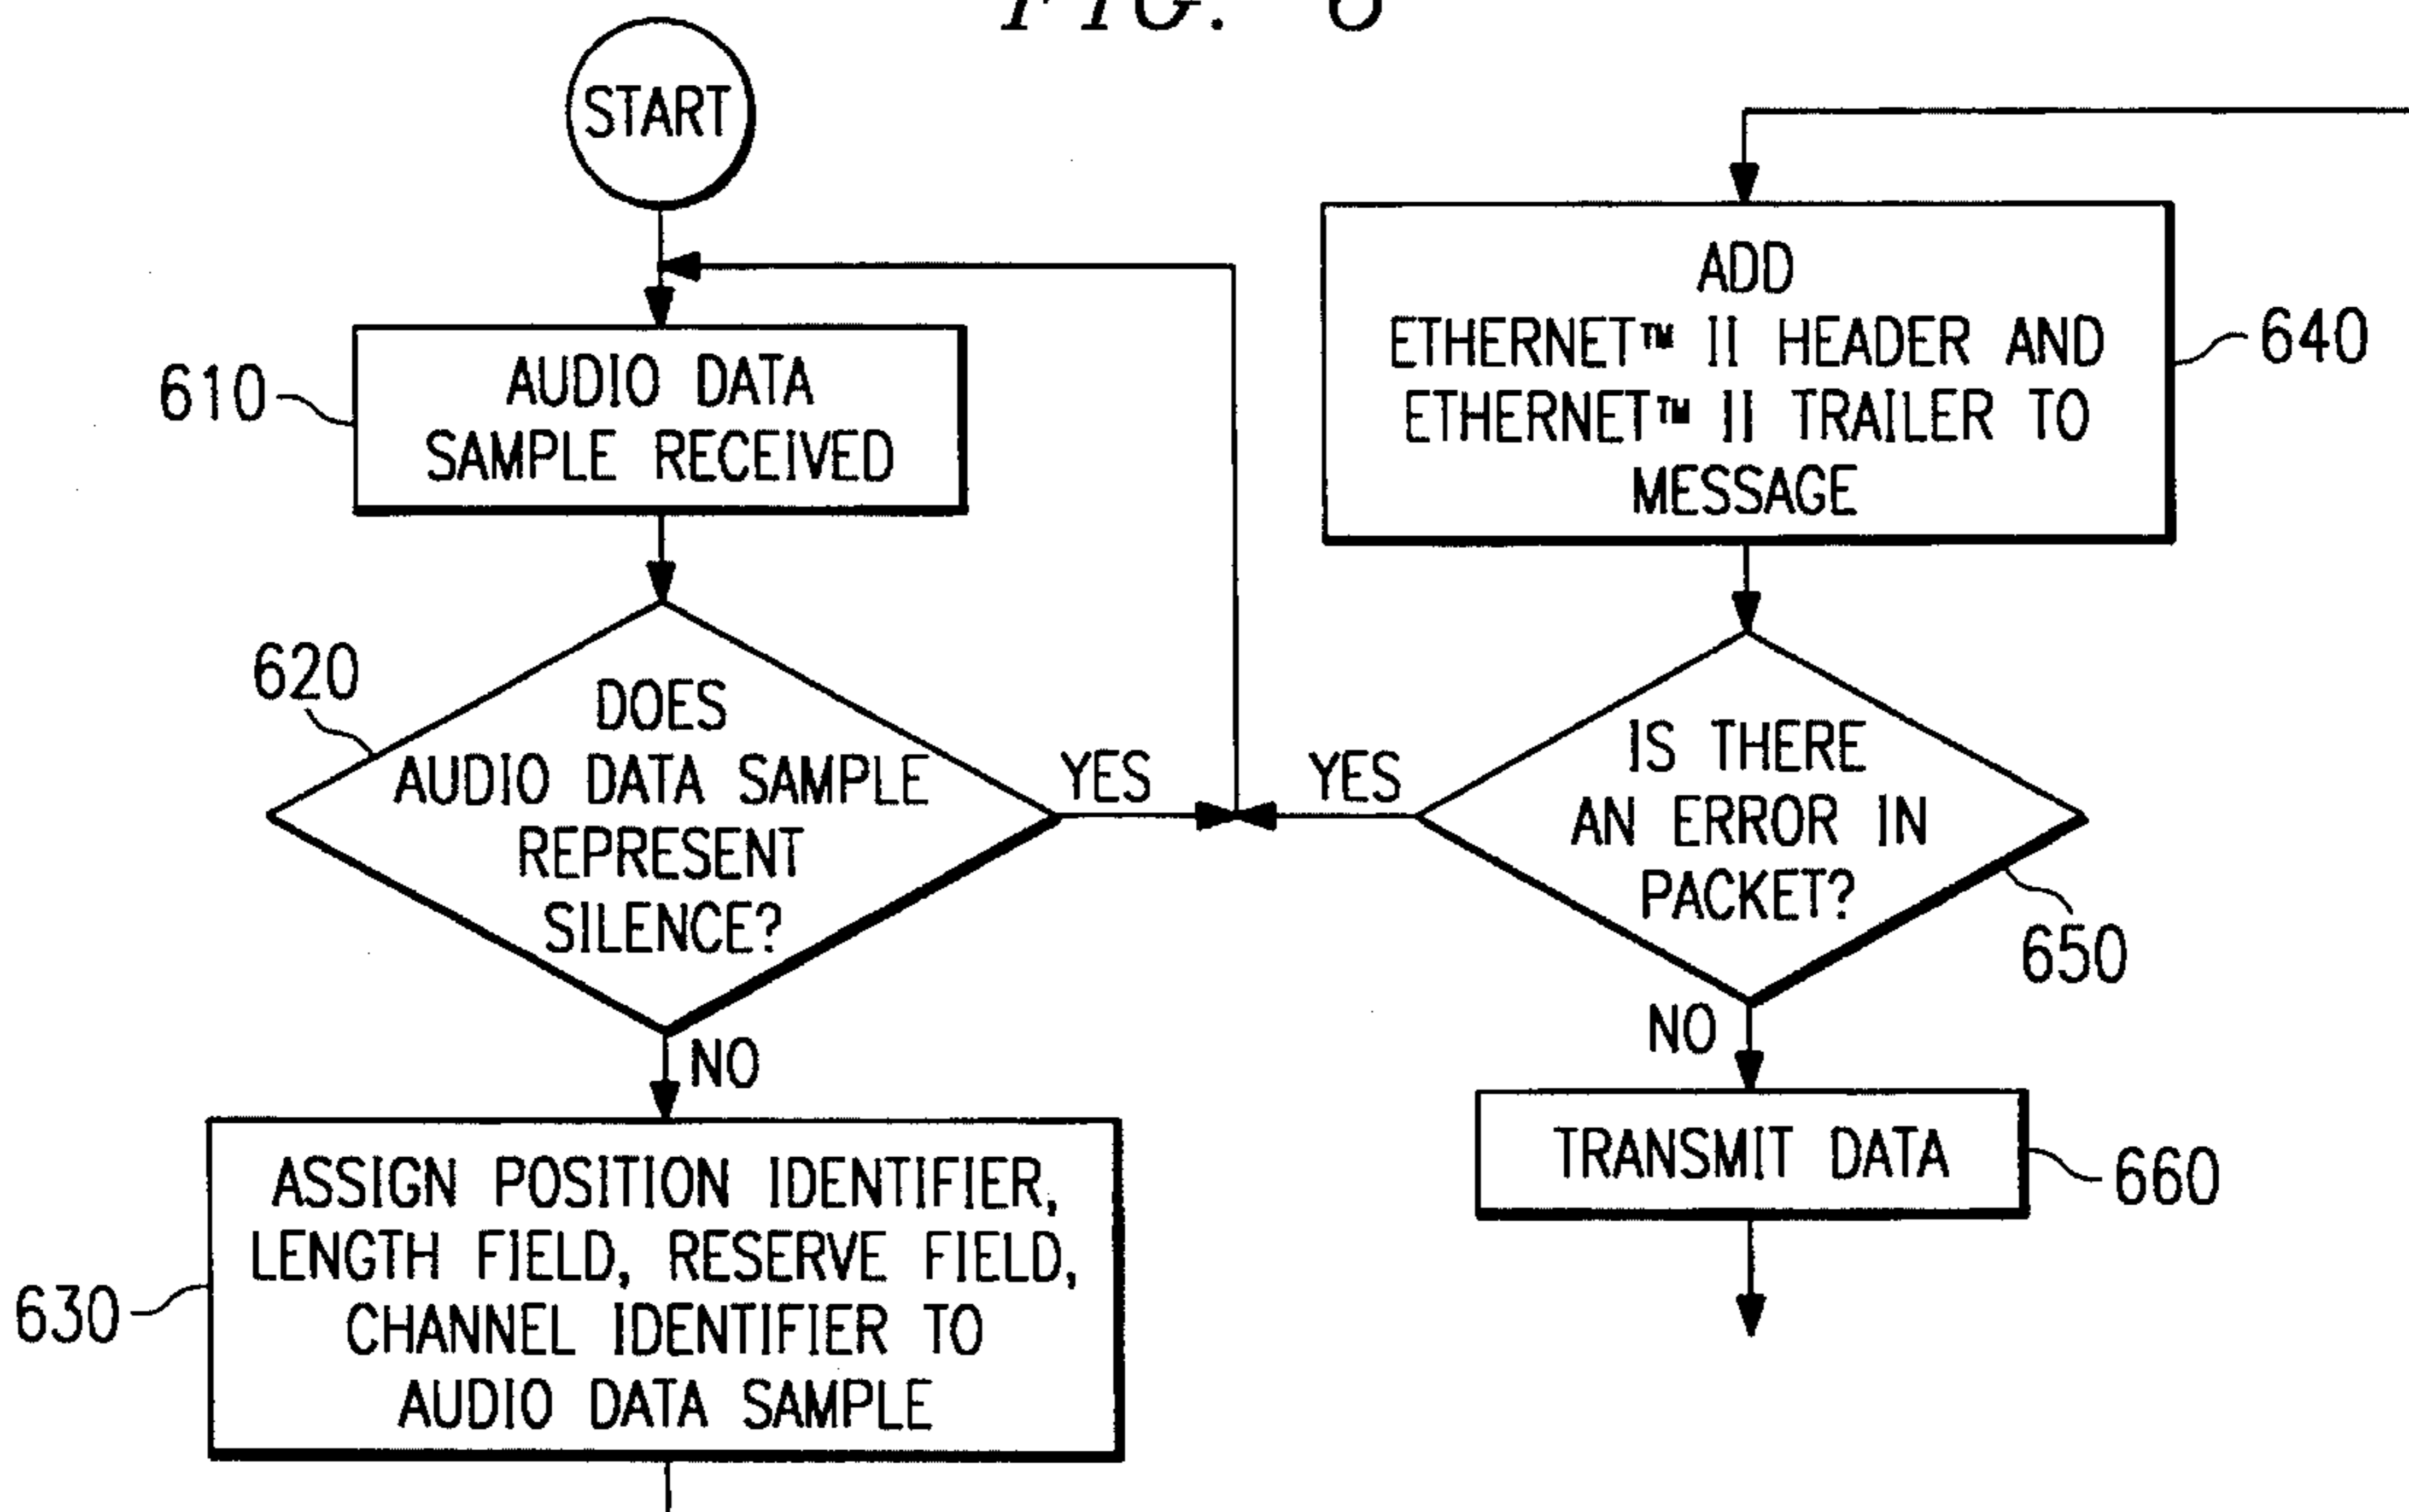 FIG. 6
START
610
AUDIO DATA
SAMPLE RECEIVED
620
DOES
AUDIO DATA SAMPLE
REPRESENT
SILENCE?
YES
NO
630
ASSIGN POSITION IDENTIFIER,
LENGTH FIELD, RESERVE FIELD,
CHANNEL IDENTIFIER TO
AUDIO DATA SAMPLE
ADD
ETHERNET™ II HEADER AND
ETHERNET™ II TRAILER TO
MESSAGE
640
YES
IS THERE
AN ERROR IN
PACKET?
650
NO
TRANSMIT DATA
660